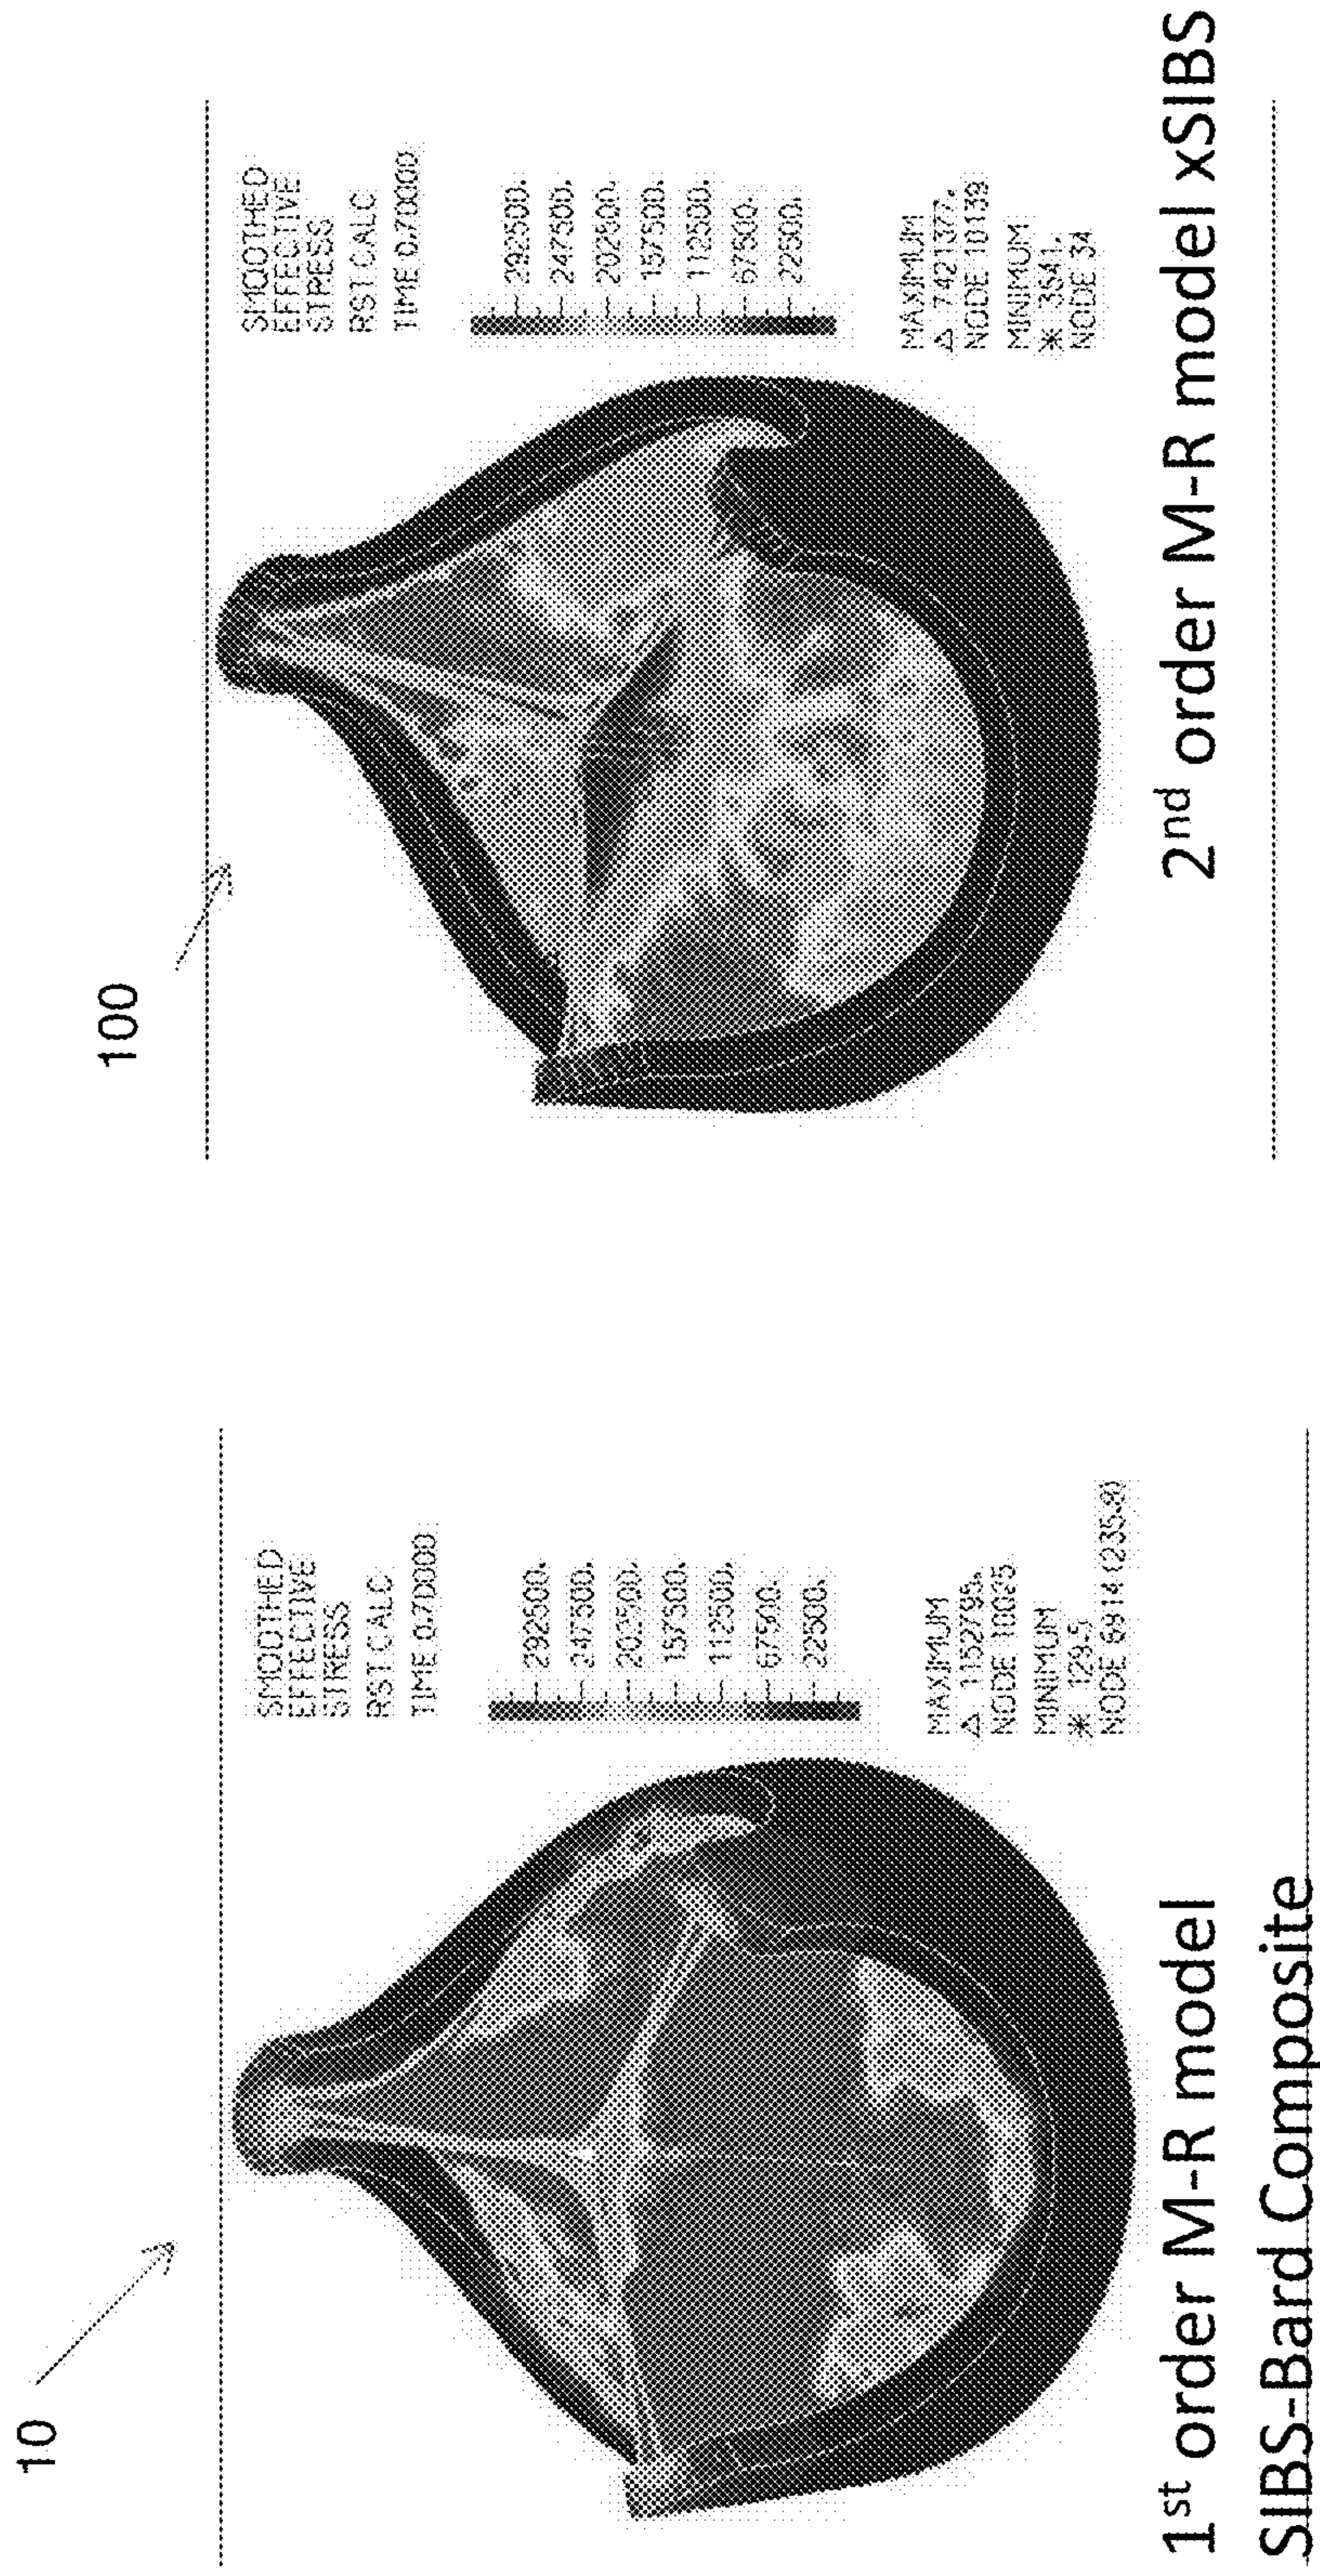 10
SMOOTHED
EFFECTIVE
STRESS
RST CALC
TIME 0.70000
292500.
247500.
202500.
157500.
112500.
67500.
22500.
MAXIMUM
△ 1152795.
NODE 10025
MINIMUM
✳ 129.5
1st order M-R model
SIBS-Bard Composite
100
SMOOTHED
EFFECTIVE
STRESS
RST CALC
TIME 0.70000
292500.
247500.
202500.
157500.
112500.
67500.
22500.
MAXIMUM
△ 7421377.
NODE 10139
MINIMUM
✳ 3541.
NODE 34
2nd order M-R model xSIBS